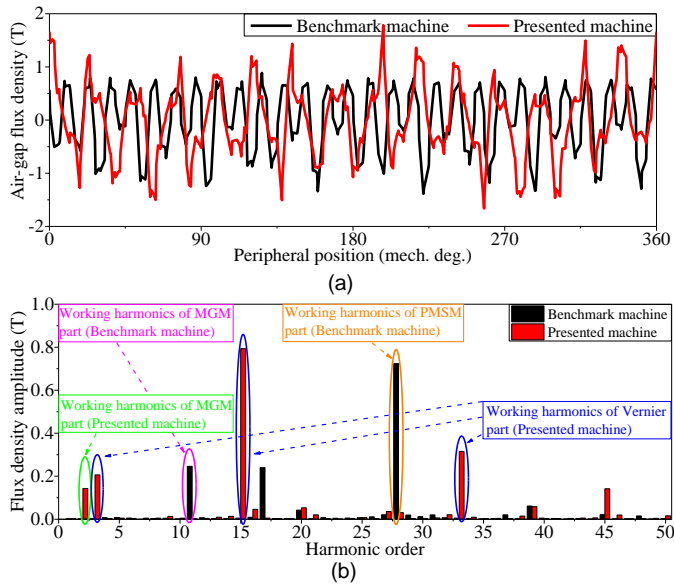 Benchmark machine
Presented machine
Air-gap flux density (T)
2
1
0
-1
-2
0
90
180
270
360
Peripheral position (mech. deg.)
(a)
Working harmonics of MGM
part (Benchmark machine)
Working harmonics of PMSM
part (Benchmark machine)
Benchmark machine
Presented machine
Working harmonics of MGM
part (Presented machine)
Working harmonics of Vernier
part (Presented machine)
Flux density amplitude (T)
1.0
0.8
0.6
0.4
0.2
0.0
0
5
10
15
20
25
30
35
40
45
50
Harmonic order
(b)